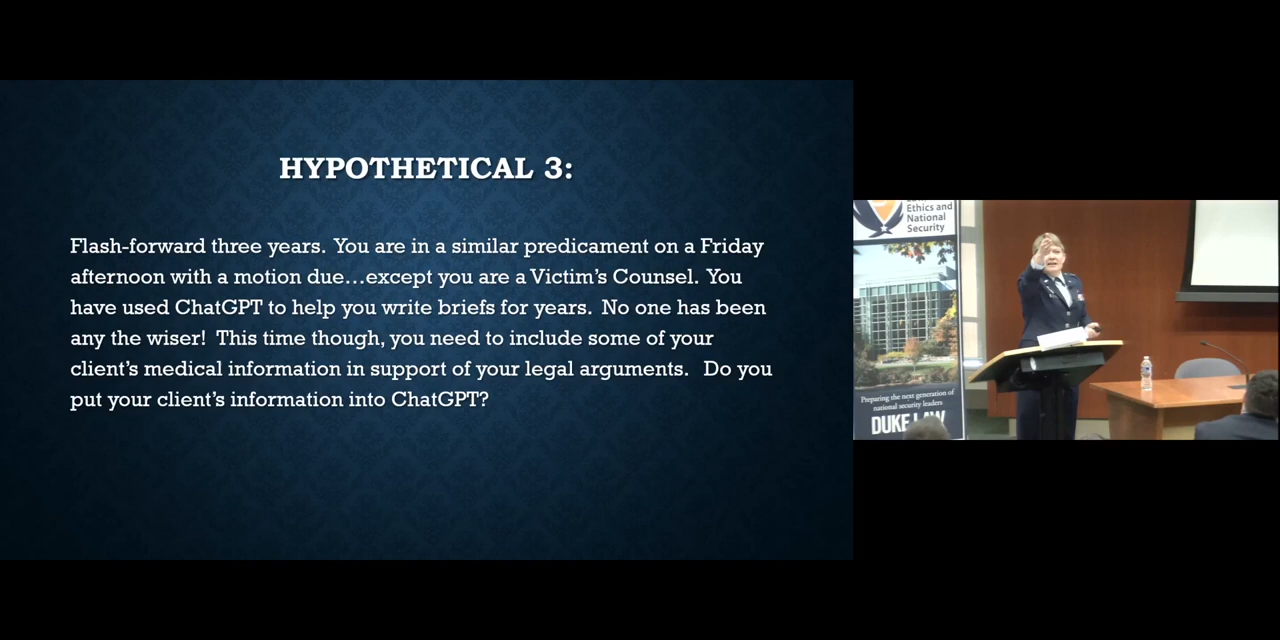 HYPOTHETICAL 3:
Flash-forward three years. You are in a similar predicament on a Friday
afternoon with a motion due...except you are a Victim's Counsel. You
have used ChatGPT to help you write briefs for years. No one has been
any the wiser! This time though, you need to include some of your
client's medical information in support of your legal arguments. Do you
put your client's information into ChatGPT?
Ethics and
National
Security
Preparing the next generation of
national security leaders
DUKE LAW